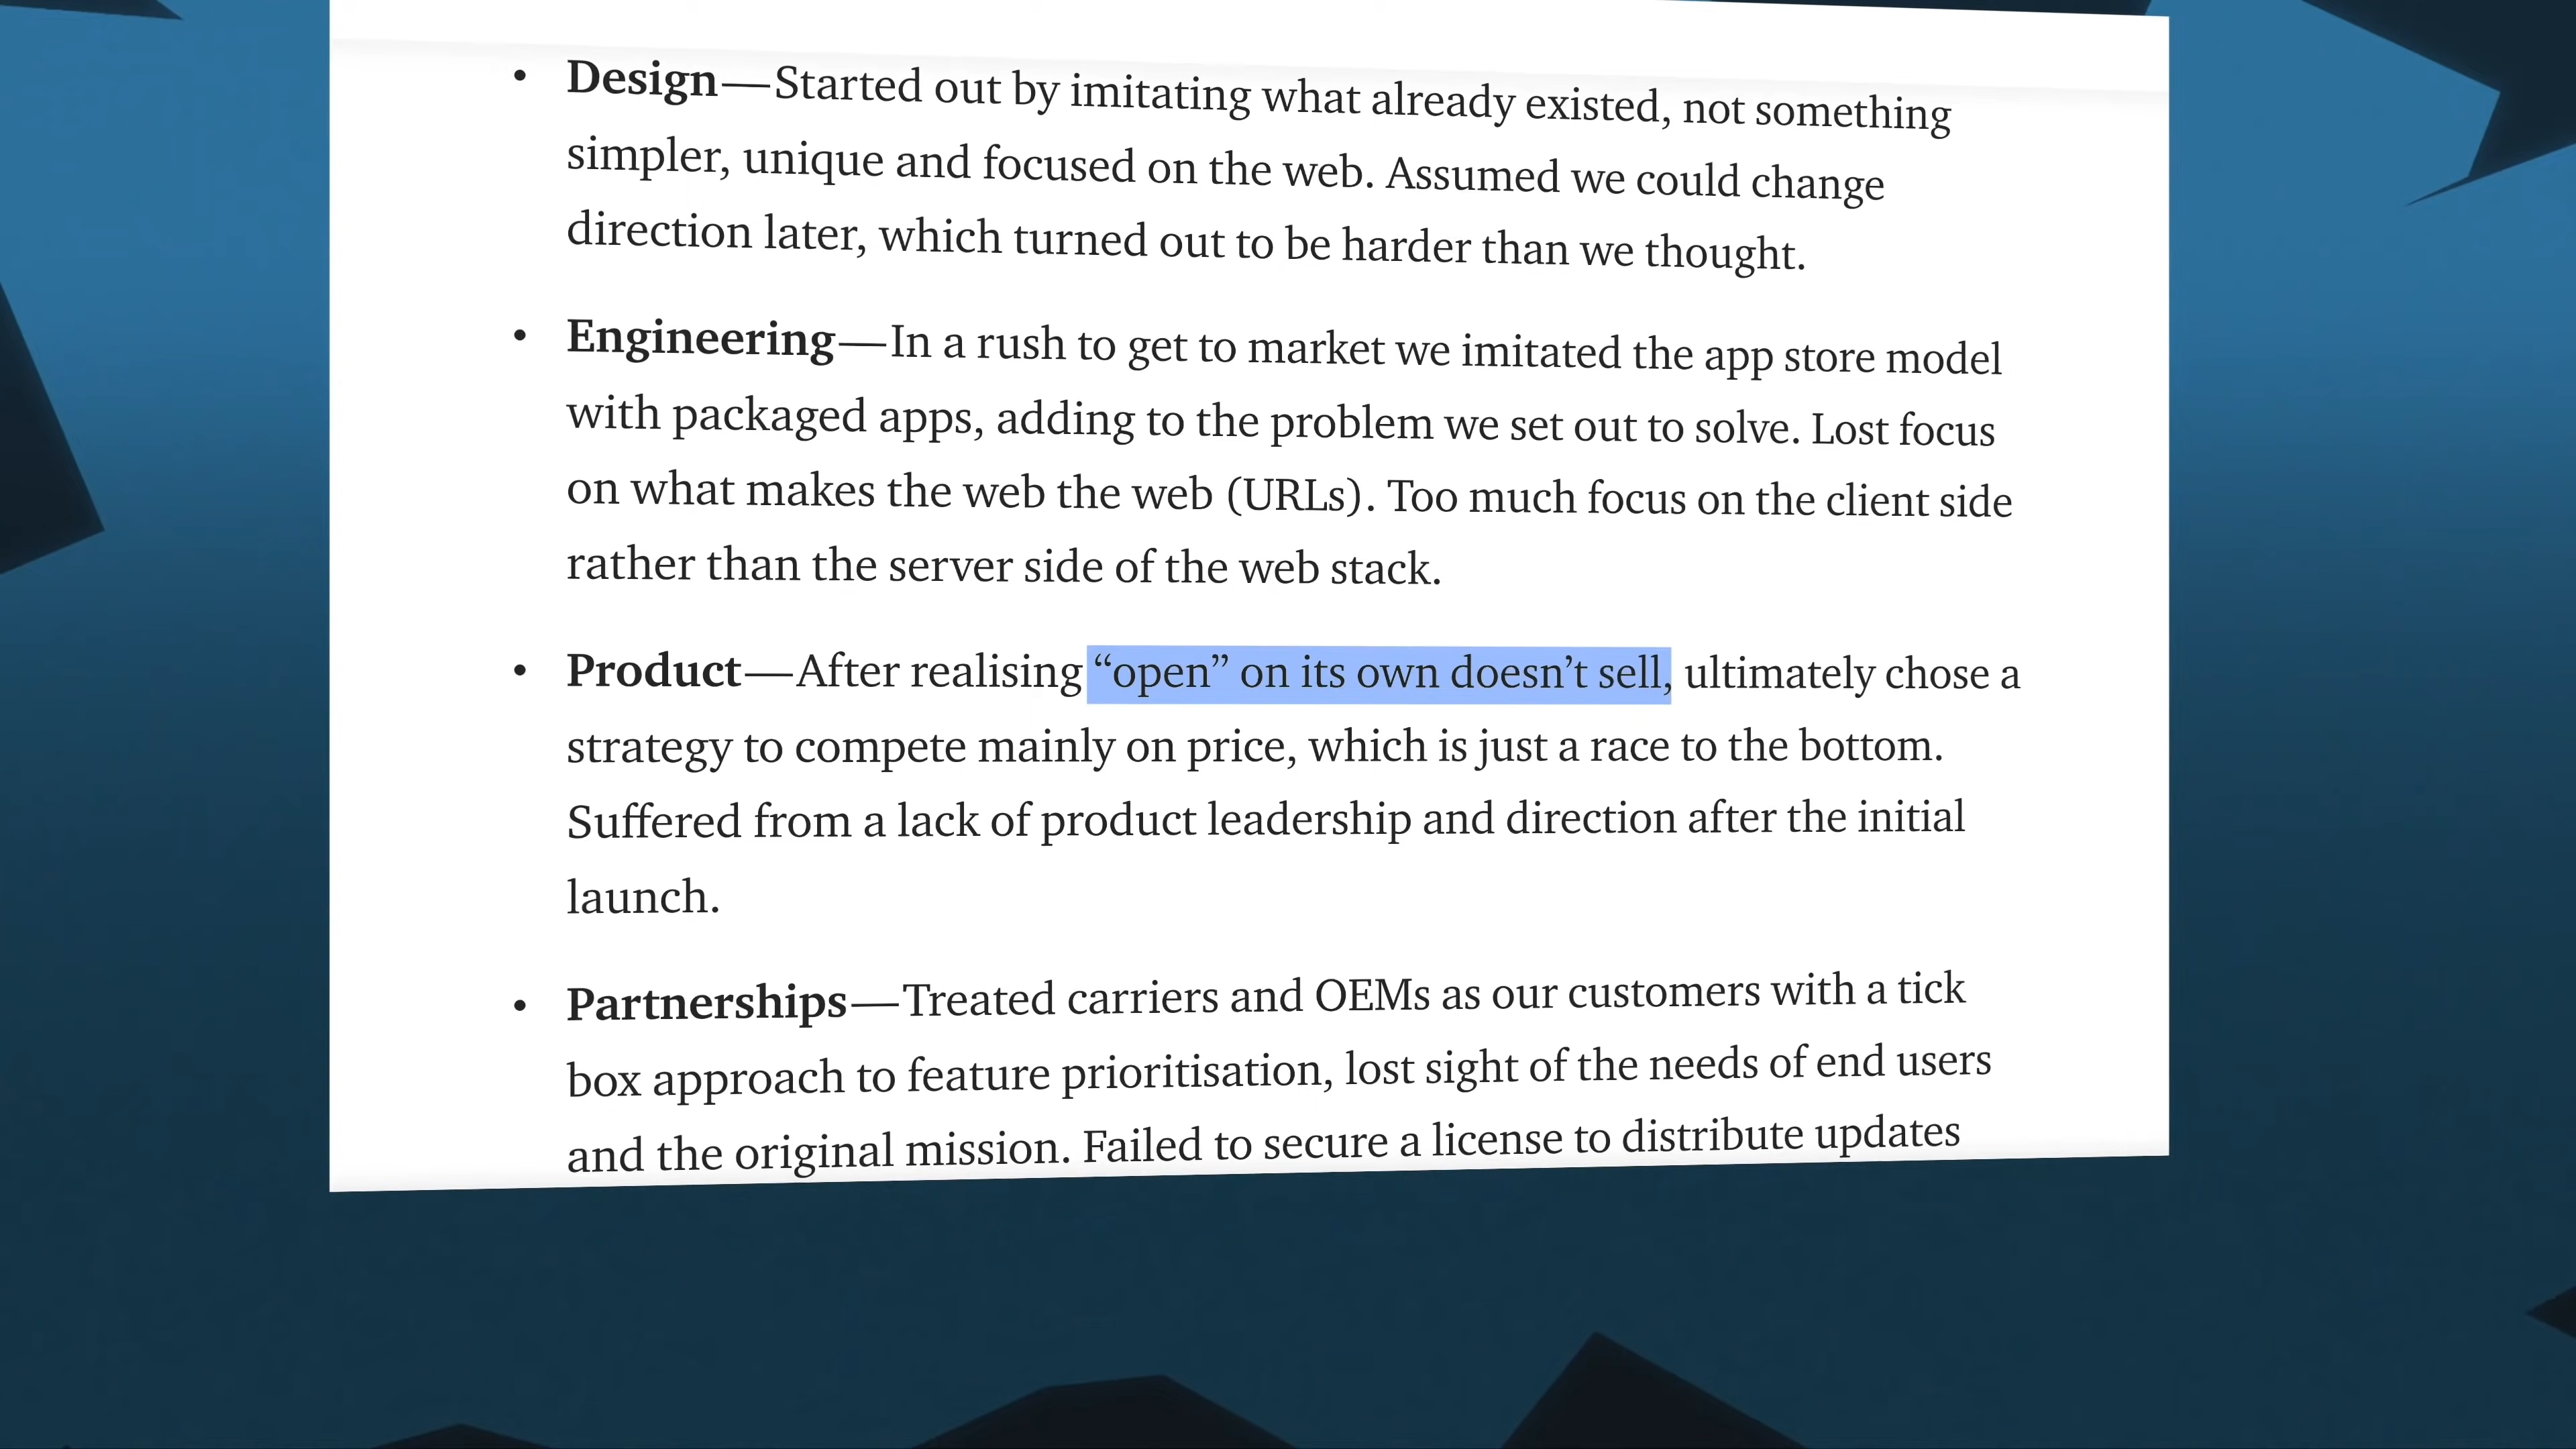 • Design—Started out by imitating what already existed, not something
simpler, unique and focused on the web. Assumed we could change
direction later, which turned out to be harder than we thought.
• Engineering—In a rush to get to market we imitated the app store model
with packaged apps, adding to the problem we set out to solve. Lost focus
on what makes the web the web (URLs). Too much focus on the client side
rather than the server side of the web stack.
• Product—After realising “open” on its own doesn’t sell, ultimately chose a
strategy to compete mainly on price, which is just a race to the bottom.
Suffered from a lack of product leadership and direction after the initial
launch.
• Partnerships—Treated carriers and OEMs as our customers with a tick
box approach to feature prioritisation, lost sight of the needs of end users
and the original mission. Failed to secure a license to distribute updates